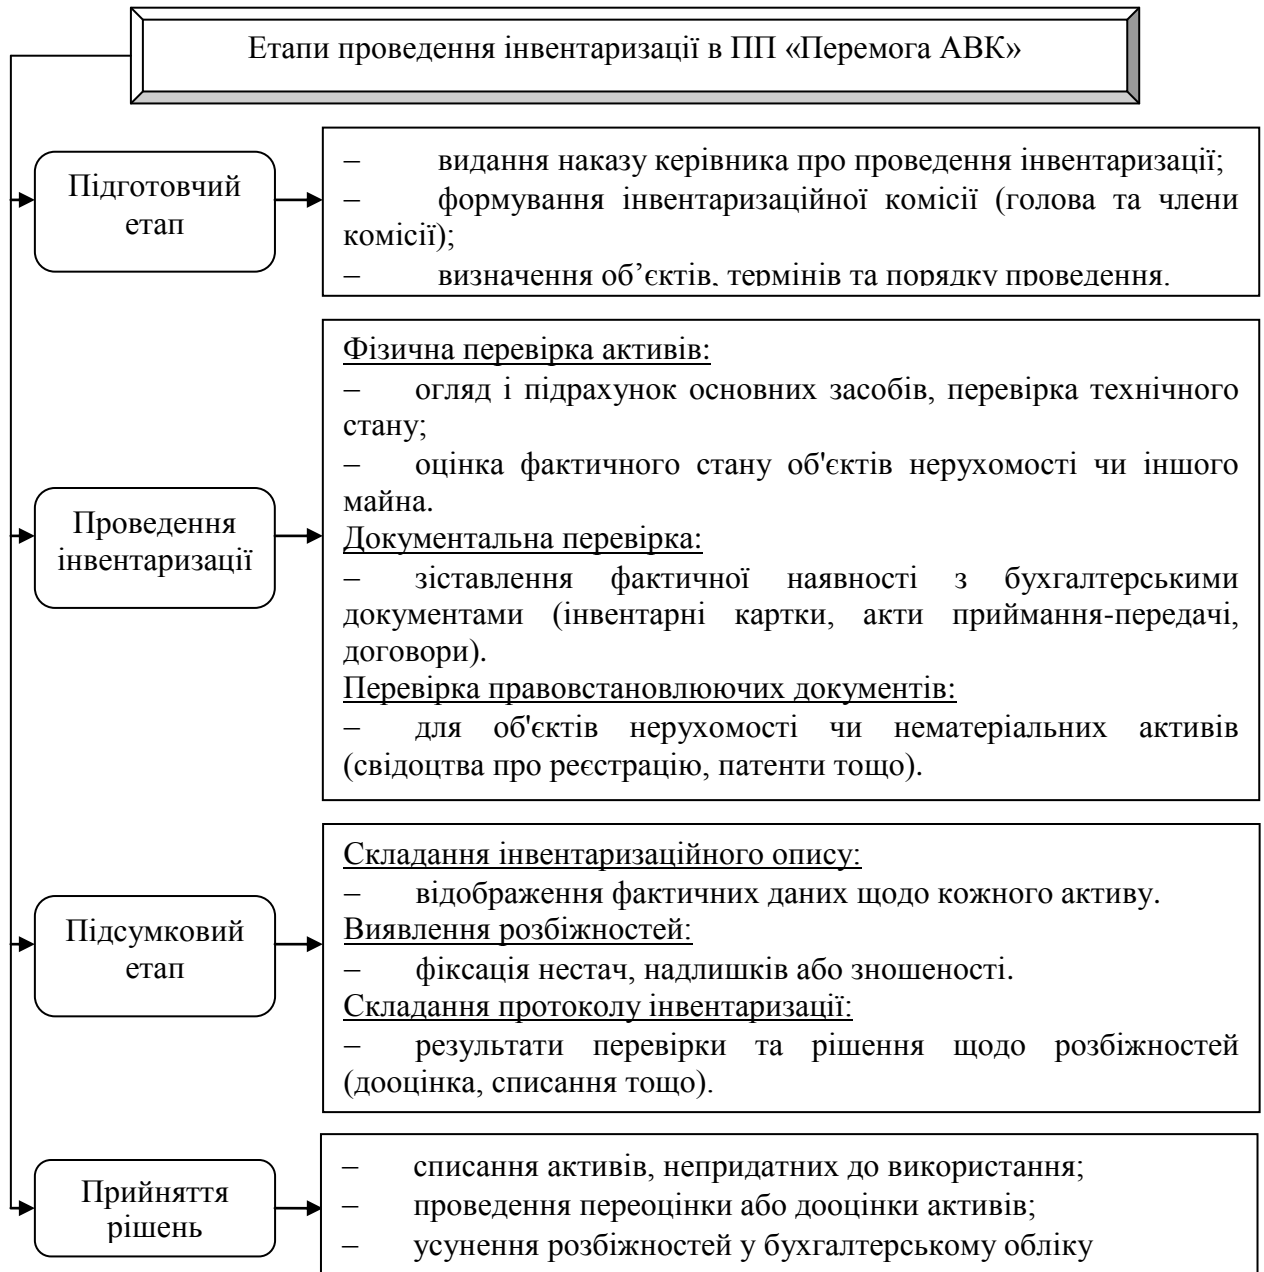 Етапи проведення інвентаризації в ПП «Перемога АВК»
Підготовчий
етап
– видання наказу керівника про проведення інвентаризації;
– формування інвентаризаційної комісії (голова та члени
комісії);
– визначення об’єктів, термінів та порядку проведення.
Проведення
інвентаризації
Фізична перевірка активів:
– огляд і підрахунок основних засобів, перевірка технічного
стану;
– оцінка фактичного стану об'єктів нерухомості чи іншого
майна.
Документальна перевірка:
– зіставлення фактичної наявності з бухгалтерськими
документами (інвентарні картки, акти приймання-передачі,
договори).
Перевірка правовстановлюючих документів:
– для об'єктів нерухомості чи нематеріальних активів
(свідоцтва про реєстрацію, патенти тощо).
Підсумковий
етап
Складання інвентаризаційного опису:
– відображення фактичних даних щодо кожного активу.
Виявлення розбіжностей:
– фіксація нестач, надлишків або зношеності.
Складання протоколу інвентаризації:
– результати перевірки та рішення щодо розбіжностей
(дооцінка, списання тощо).
Прийняття
рішень
– списання активів, непридатних до використання;
– проведення переоцінки або дооцінки активів;
– усунення розбіжностей у бухгалтерському обліку